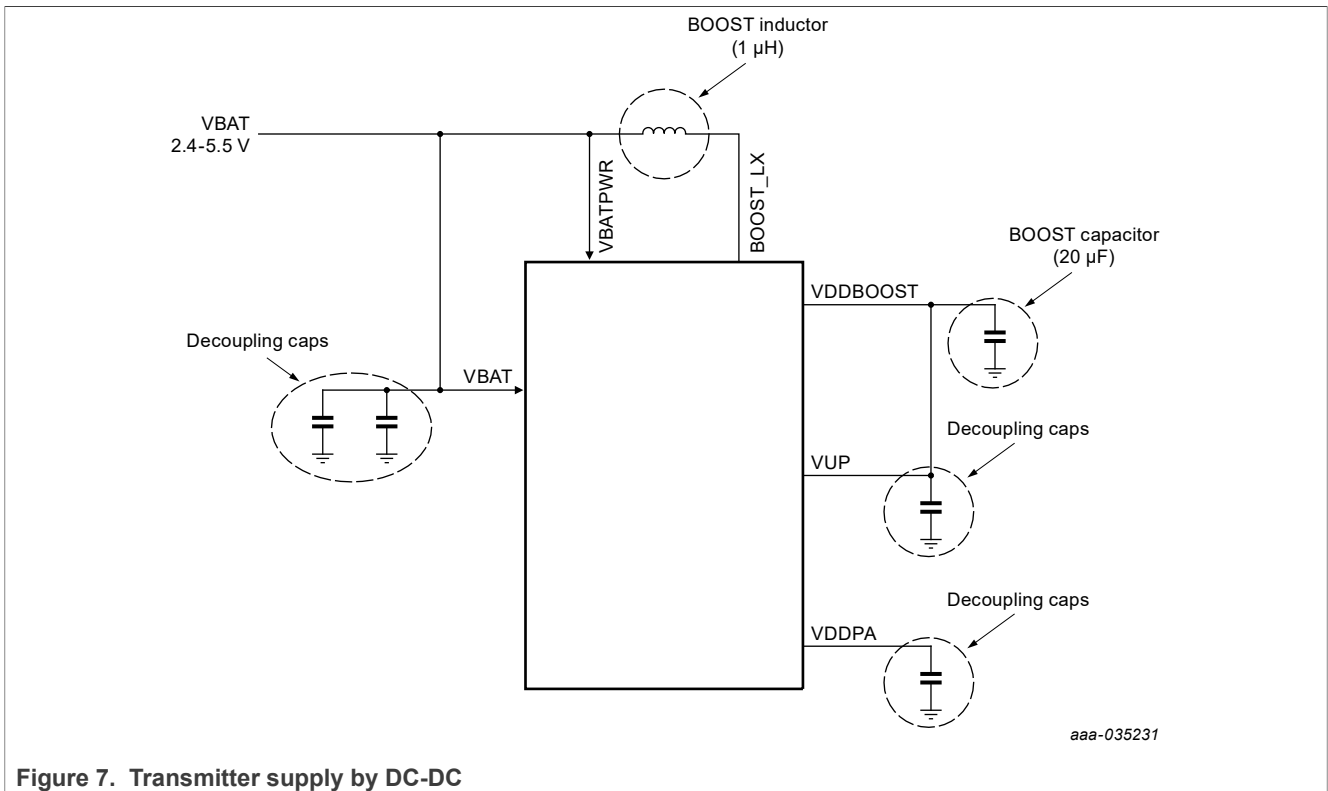 BOOST inductor
(1 µH)
VBAT
2.4-5.5 V
VBATPWR
BOOST_LX
BOOST capacitor
(20 µF)
VDDBOOST
Decoupling caps
VBAT
Decoupling caps
VUP
Decoupling caps
VDDPA
aaa-035231
Figure 7. Transmitter supply by DC-DC